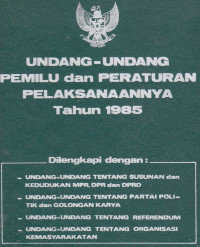 UNDANG-UNDANG
PEMILU dan PERATURAN
PELAKSANAANNYA
Tahun 1985
Dilengkapi dengan :
- UNDANG-UNDANG TENTANG SUSUNAN dan
KEDUDUKAN MPR, DPR dan DPRD
- UNDANG-UNDANG TENTANG PARTAI POLI-
TIK dan GOLONGAN KARYA
- UNDANG-UNDANG TENTANG REFERENDUM
- UNDANG-UNDANG TENTANG ORGANISASI
KEMASYARAKATAN